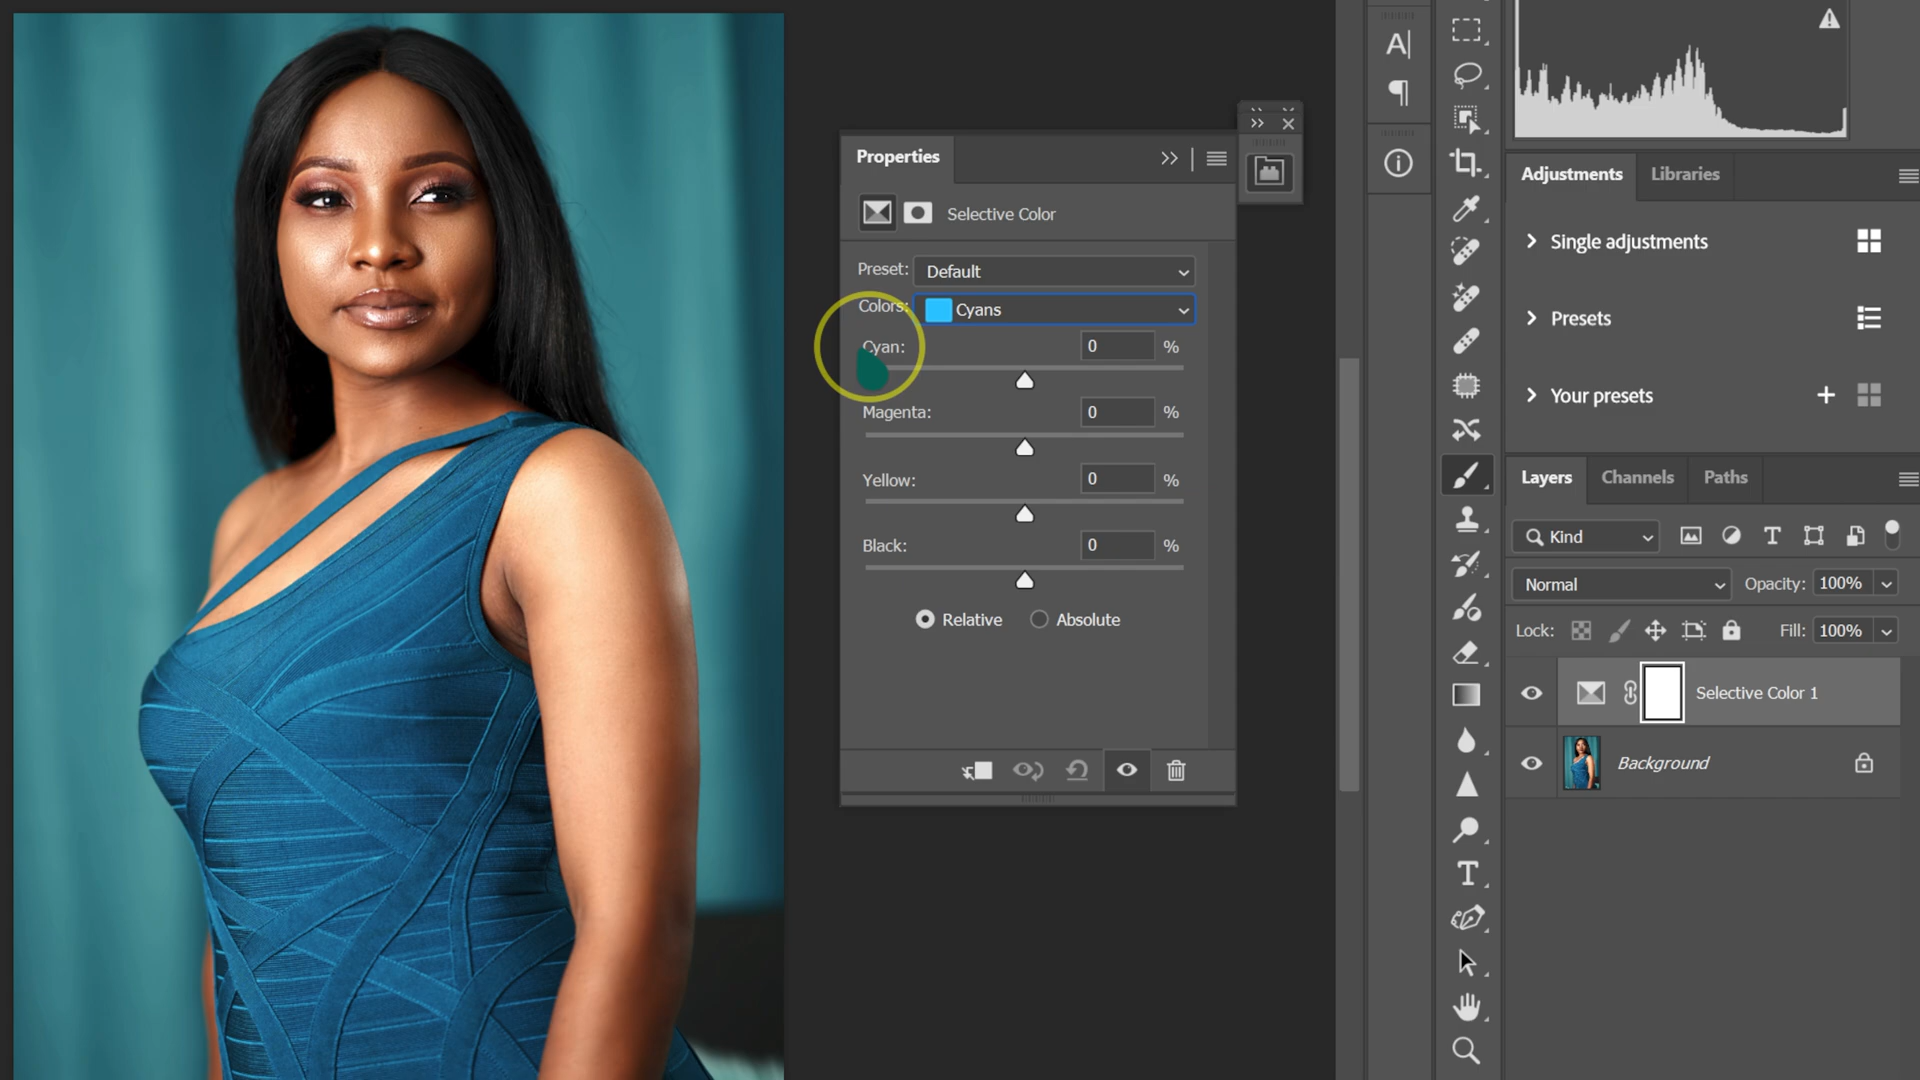 Properties
Selective Color
Preset: Default
Colors: Cyans
Cyan: 0 %
Magenta: 0 %
Yellow: 0 %
Black: 0 %
Relative Absolute
Adjustments Libraries
Single adjustments
Presets
Your presets
Layers Channels Paths
Kind
Normal Opacity: 100%
Lock: Fill: 100%
Selective Color 1
Background